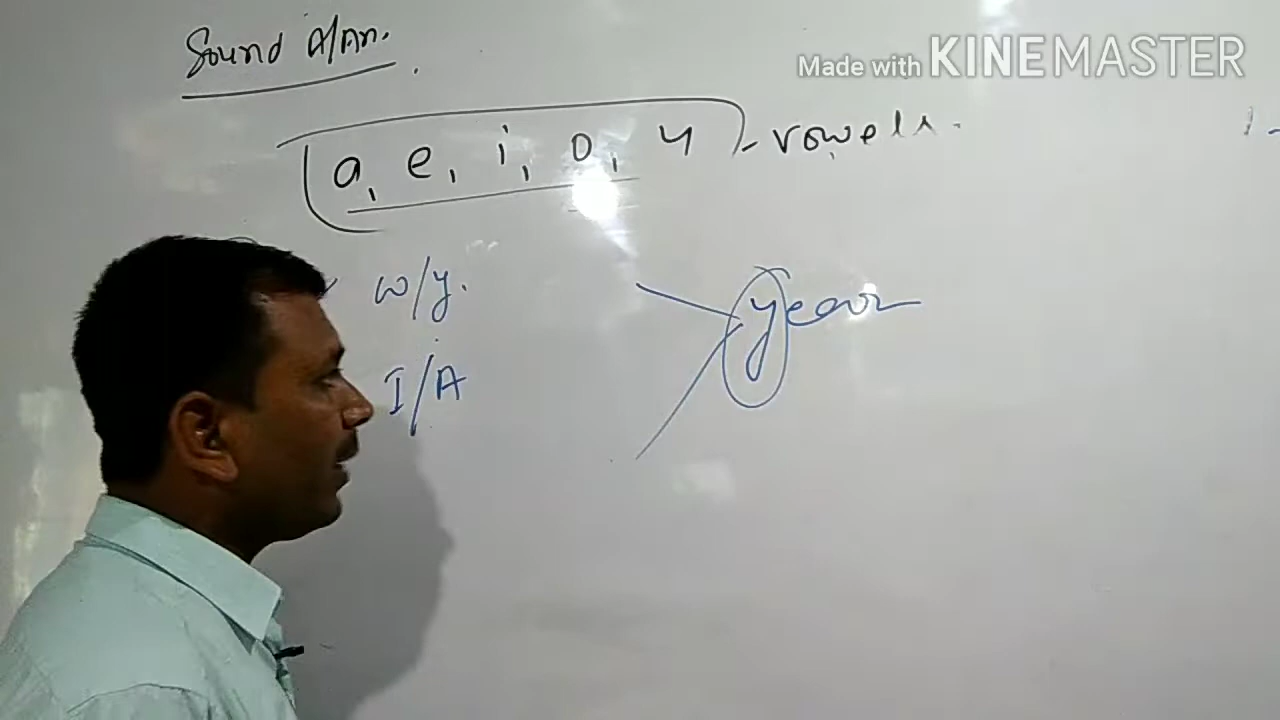 Sound A/An.
Made with KINEMASTER
a, e, i, o, u - vowels.
w/y.
year
I/A